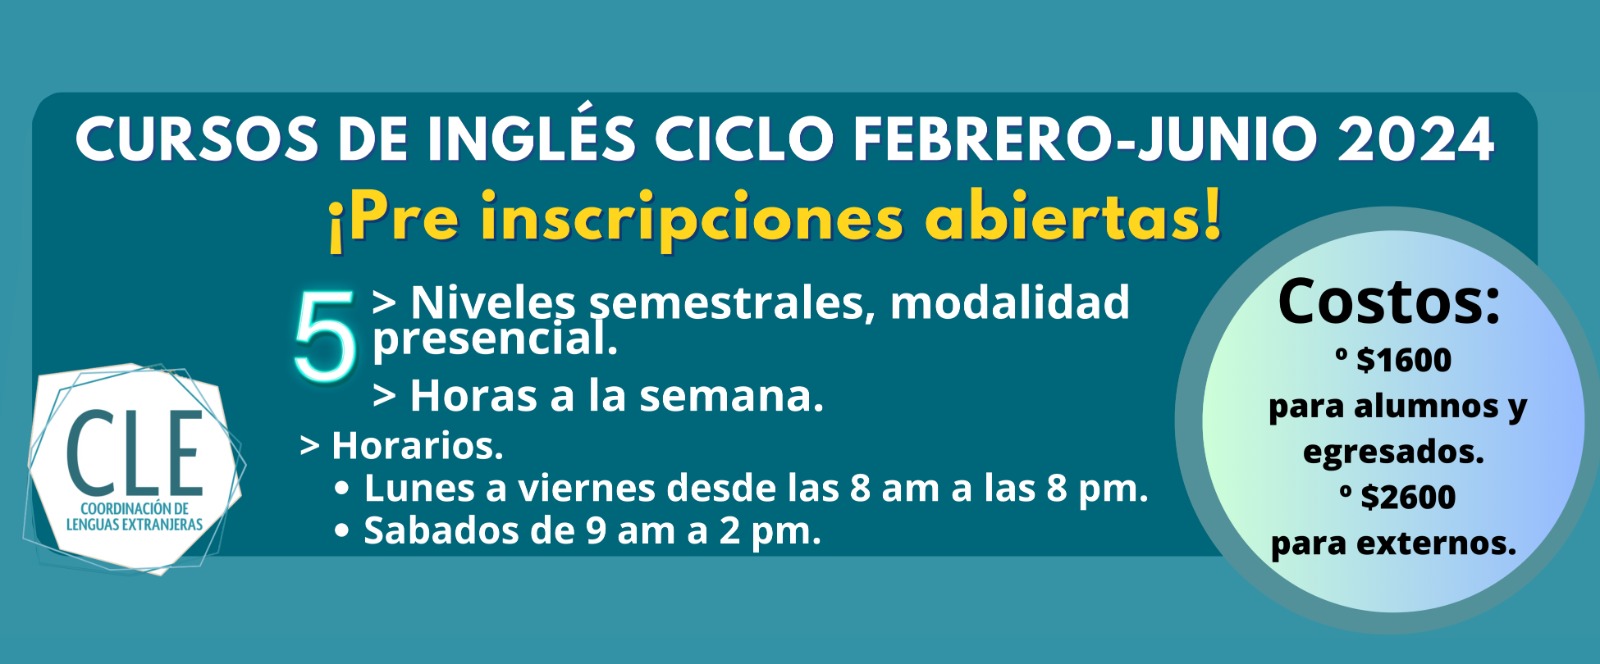 CURSOS DE INGLÉS CICLO FEBRERO-JUNIO 2024
¡Pre inscripciones abiertas!
5
> Niveles semestrales, modalidad
presencial.
> Horas a la semana.
> Horarios.
• Lunes a viernes desde las 8 am a las 8 pm.
• Sabados de 9 am a 2 pm.
CLE
COORDINACIÓN DE
LENGUAS EXTRANJERAS
Costos:
º $1600
para alumnos y
egresados.
º $2600
para externos.